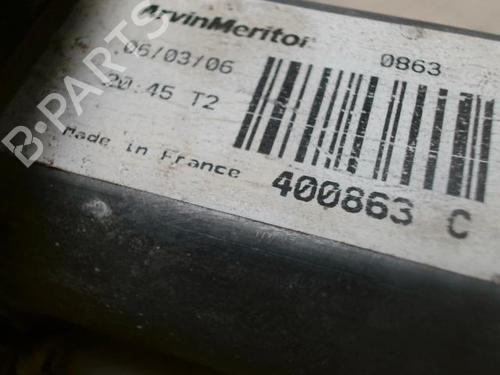 ArvinMeritor
06/03/06
0863
20:45 T2
Made in France
400863 C
B-PARTS